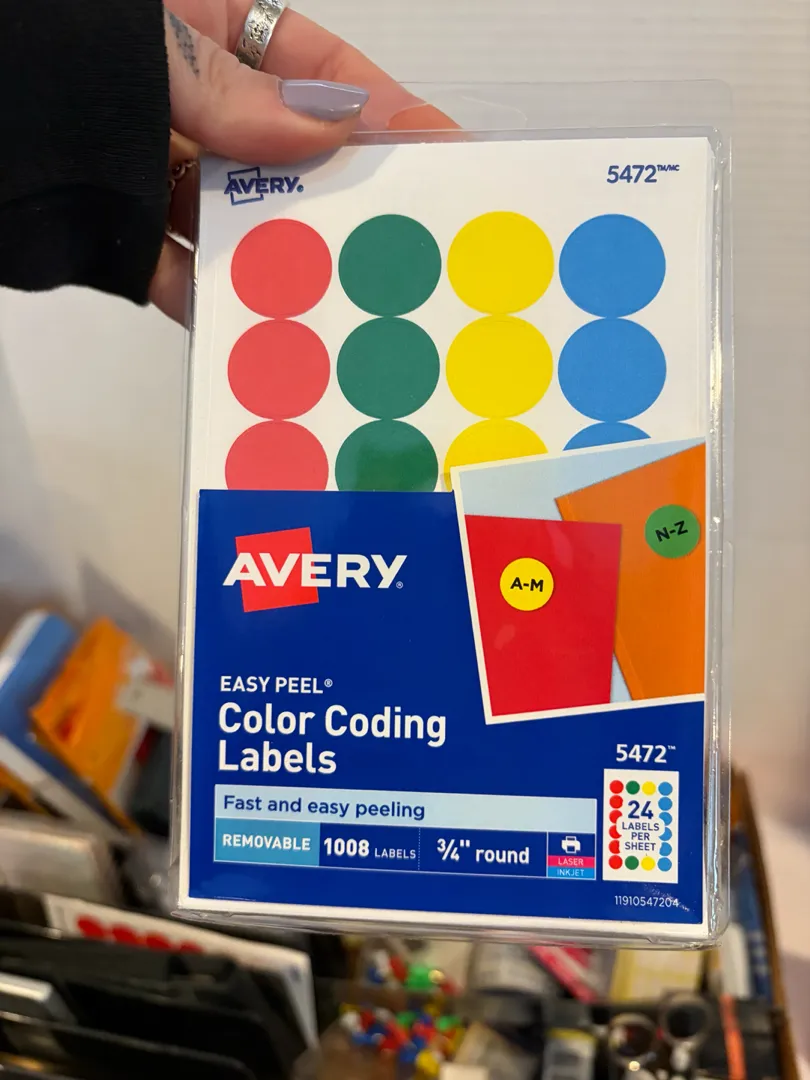 AVERY®
5472™/MC
A-M
N-Z
AVERY®
EASY PEEL®
Color Coding
Labels
Fast and easy peeling
REMOVABLE 1008 LABELS ¾" round
LASER
INKJET
5472™
24
LABELS
PER
SHEET
11910547204